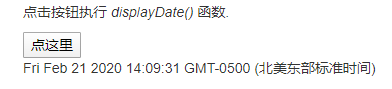 点击按钮执行 displayDate() 函数.
点这里
Fri Feb 21 2020 14:09:31 GMT-0500 (北美东部标准时间)